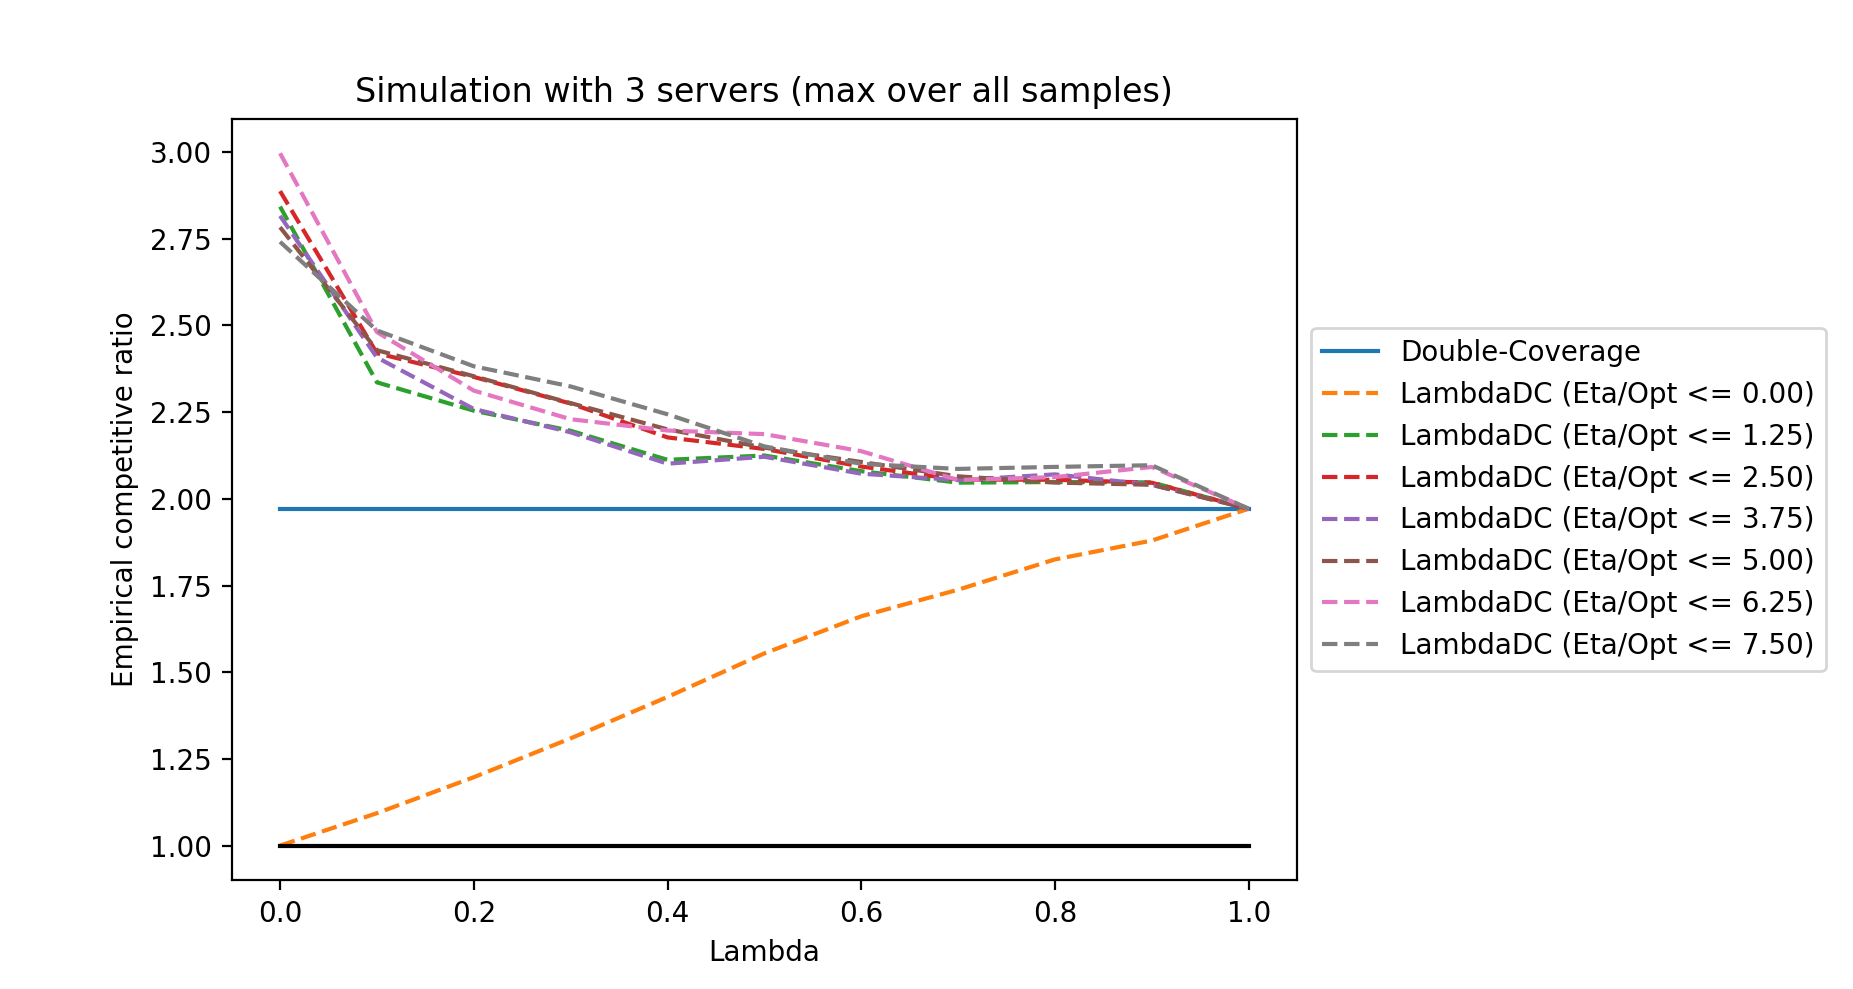 Simulation with 3 servers (max over all samples)
Empirical competitive ratio
3.00
2.75
2.50
2.25
2.00
1.75
1.50
1.25
1.00
0.0 0.2 0.4 0.6 0.8 1.0
Lambda
Double-Coverage
LambdaDC (Eta/Opt <= 0.00)
LambdaDC (Eta/Opt <= 1.25)
LambdaDC (Eta/Opt <= 2.50)
LambdaDC (Eta/Opt <= 3.75)
LambdaDC (Eta/Opt <= 5.00)
LambdaDC (Eta/Opt <= 6.25)
LambdaDC (Eta/Opt <= 7.50)